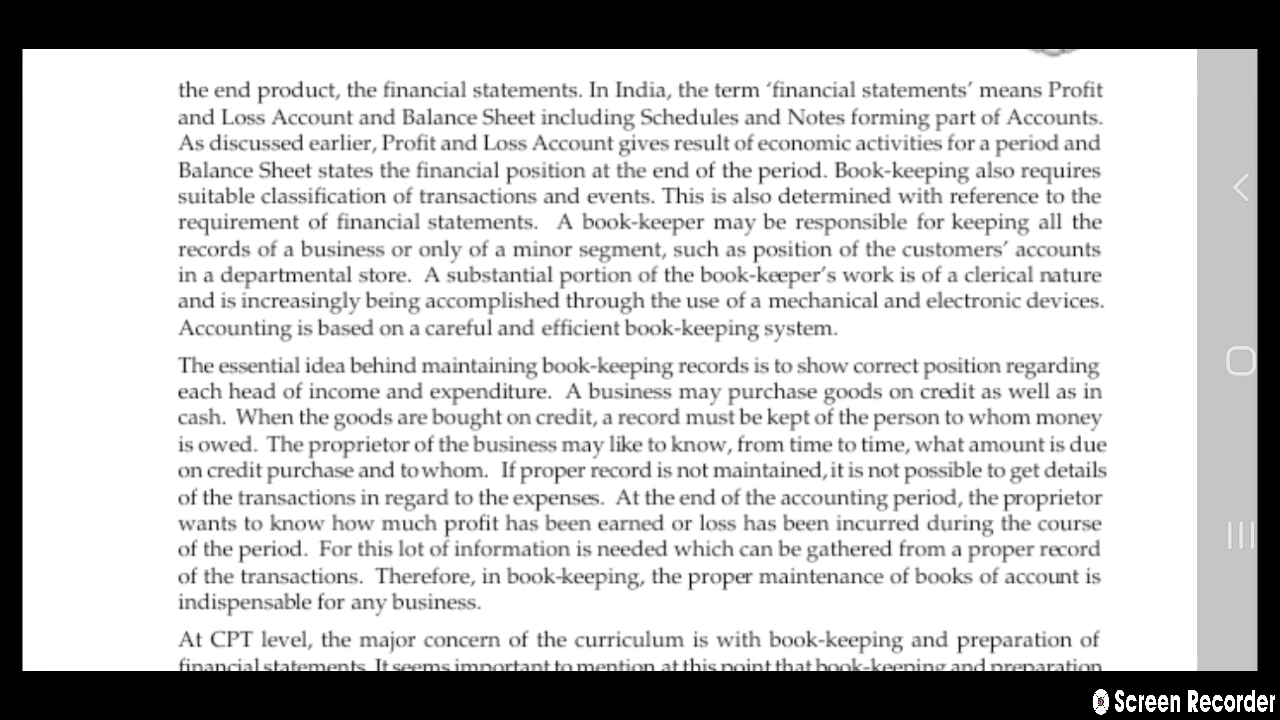 the end product, the financial statements. In India, the term ‘financial statements’ means Profit
and Loss Account and Balance Sheet including Schedules and Notes forming part of Accounts.
As discussed earlier, Profit and Loss Account gives result of economic activities for a period and
Balance Sheet states the financial position at the end of the period. Book-keeping also requires
suitable classification of transactions and events. This is also determined with reference to the
requirement of financial statements. A book-keeper may be responsible for keeping all the
records of a business or only of a minor segment, such as position of the customers’ accounts
in a departmental store. A substantial portion of the book-keeper’s work is of a clerical nature
and is increasingly being accomplished through the use of a mechanical and electronic devices.
Accounting is based on a careful and efficient book-keeping system.
The essential idea behind maintaining book-keeping records is to show correct position regarding
each head of income and expenditure. A business may purchase goods on credit as well as in
cash. When the goods are bought on credit, a record must be kept of the person to whom money
is owed. The proprietor of the business may like to know, from time to time, what amount is due
on credit purchase and to whom. If proper record is not maintained, it is not possible to get details
of the transactions in regard to the expenses. At the end of the accounting period, the proprietor
wants to know how much profit has been earned or loss has been incurred during the course
of the period. For this lot of information is needed which can be gathered from a proper record
of the transactions. Therefore, in book-keeping, the proper maintenance of books of account is
indispensable for any business.
At CPT level, the major concern of the curriculum is with book-keeping and preparation of
financial statements. It seems important to mention at this point that book-keeping and preparation
Screen Recorder